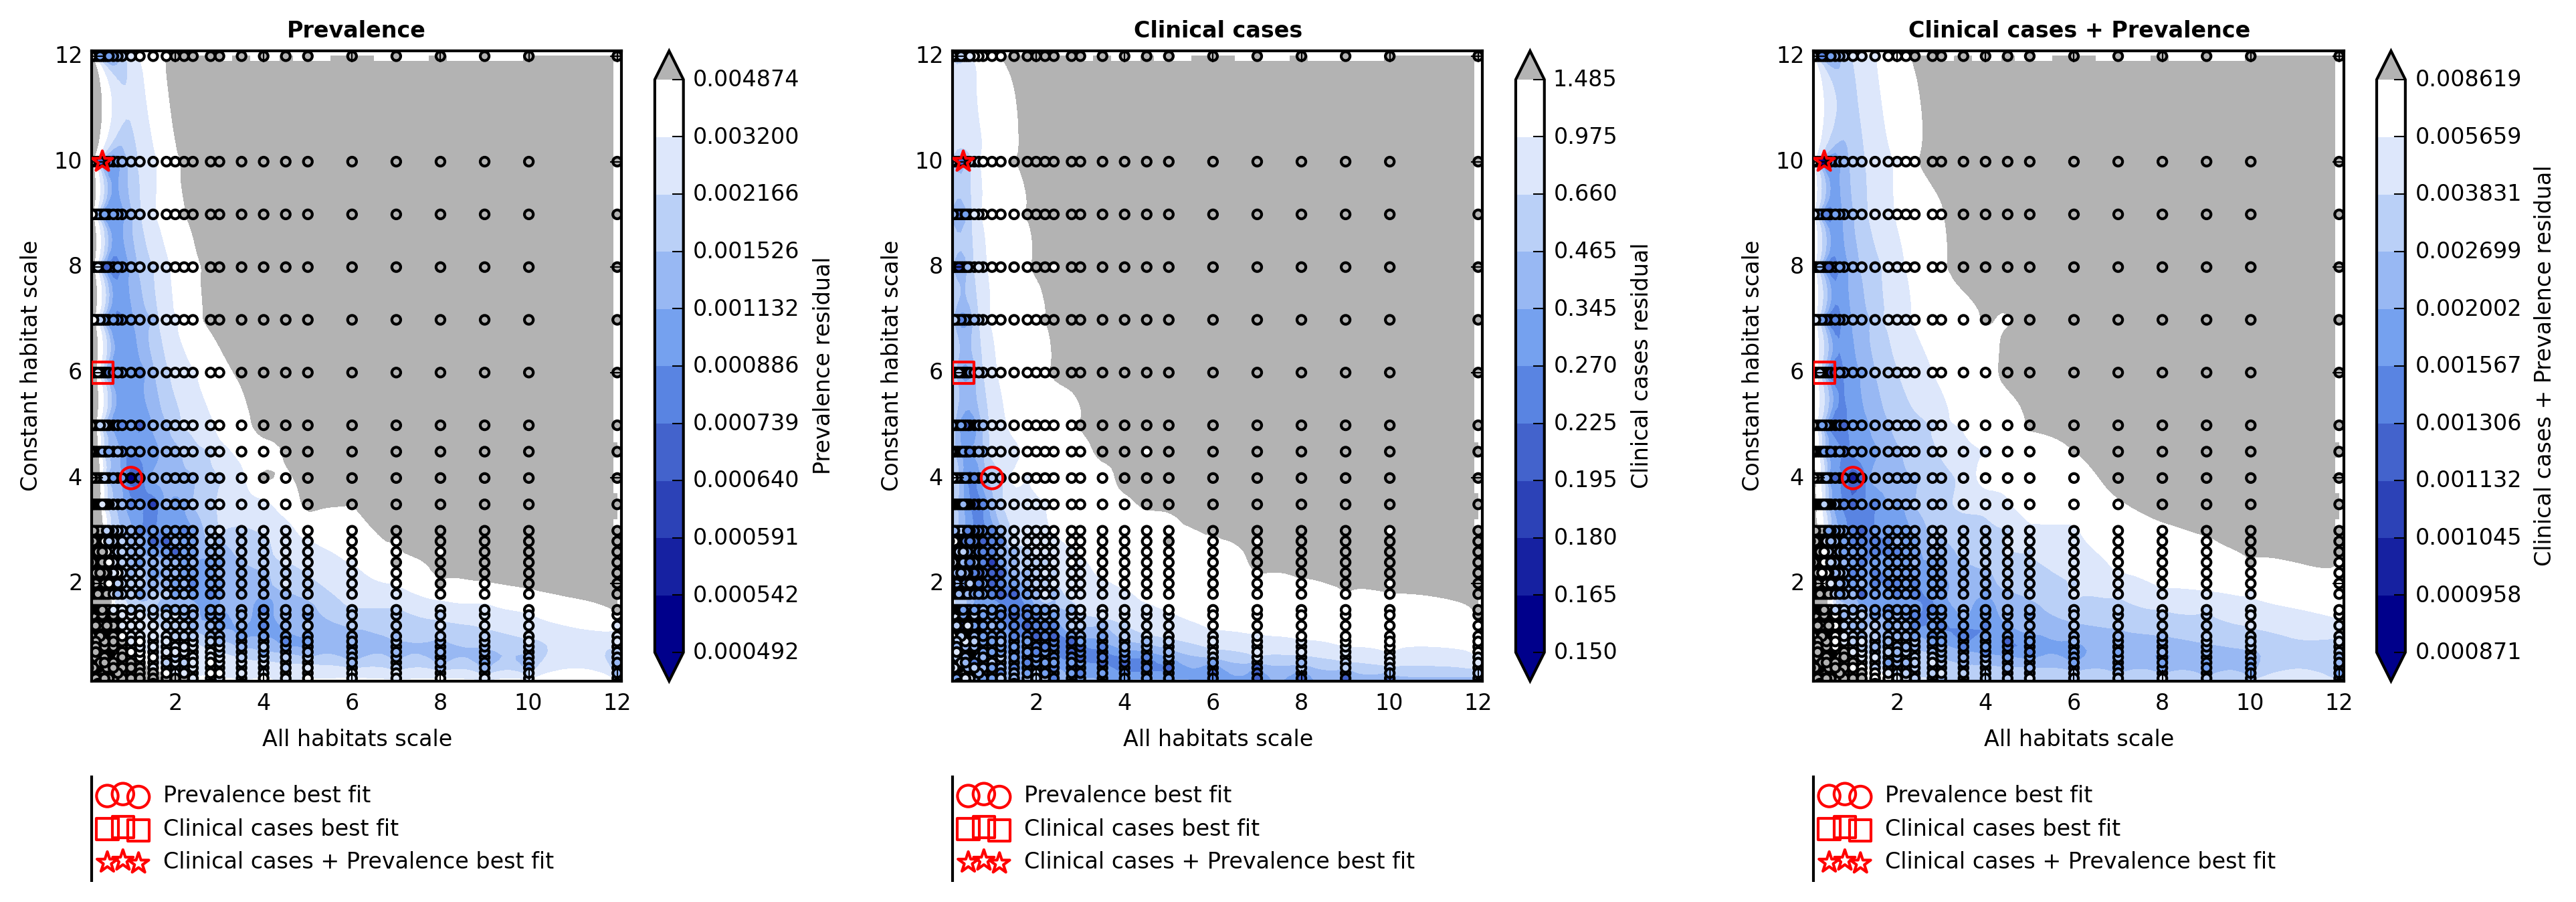 Prevalence
12
10
8
6
4
2
Constant habitat scale
2 4 6 8 10 12
All habitats scale
0.004874
0.003200
0.002166
0.001526
0.001132
0.000886
0.000739
0.000640
0.000591
0.000542
0.000492
Prevalence residual
Prevalence best fit
Clinical cases best fit
Clinical cases + Prevalence best fit
Clinical cases
12
10
8
6
4
2
Constant habitat scale
2 4 6 8 10 12
All habitats scale
1.485
0.975
0.660
0.465
0.345
0.270
0.225
0.195
0.180
0.165
0.150
Clinical cases residual
Prevalence best fit
Clinical cases best fit
Clinical cases + Prevalence best fit
Clinical cases + Prevalence
12
10
8
6
4
2
Constant habitat scale
2 4 6 8 10 12
All habitats scale
0.008619
0.005659
0.003831
0.002699
0.002002
0.001567
0.001306
0.001132
0.001045
0.000958
0.000871
Clinical cases + Prevalence residual
Prevalence best fit
Clinical cases best fit
Clinical cases + Prevalence best fit